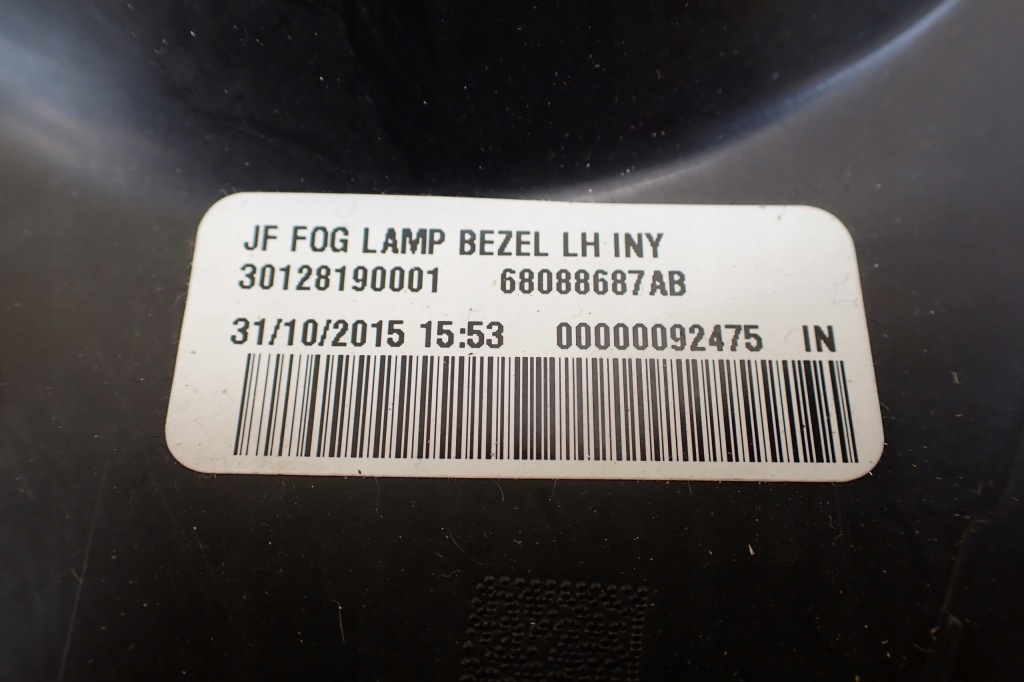 JF FOG LAMP BEZEL LH INY
30128190001 68088687AB
31/10/2015 15:53 00000092475 IN